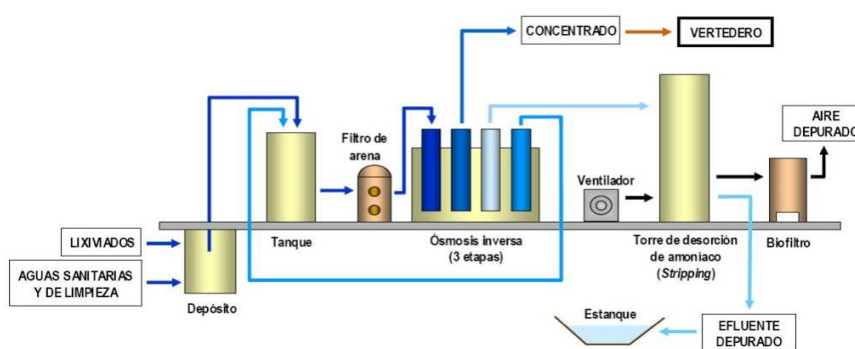 CONCENTRADO
VERTEDERO
AIRE
DEPURADO
Filtro de
arena
Ventilador
LIXIVIADOS
Tanque
Ósmosis inversa
(3 etapas)
Torre de desorción
de amoniaco
(Stripping)
Biofiltro
AGUAS SANITARIAS
Y DE LIMPIEZA
Depósito
Estanque
EFLUENTE
DEPURADO